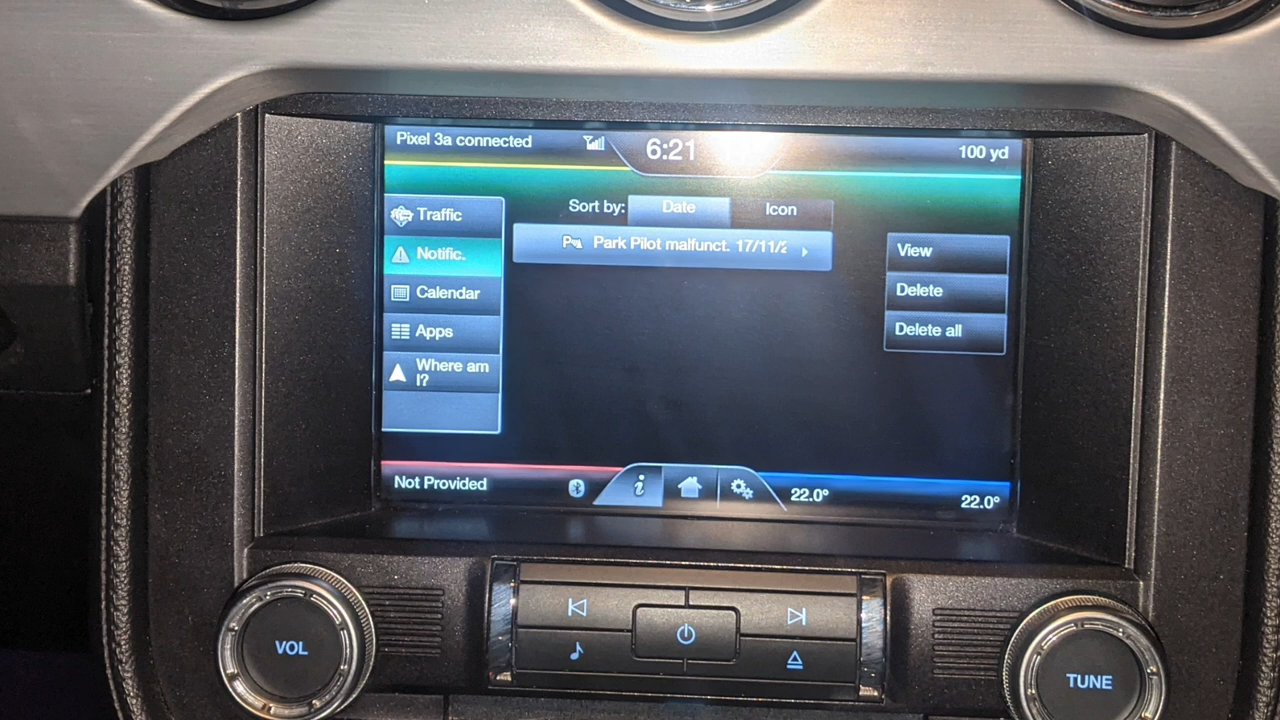 Pixel 3a connected
6:21
100 yd
Sort by:
Date
Icon
Traffic
Park Pilot malfunct. 17/11/2
Notific.
View
Calendar
Delete
Apps
Delete all
Where am
I?
Not Provided
22.0°
22.0°
VOL
TUNE